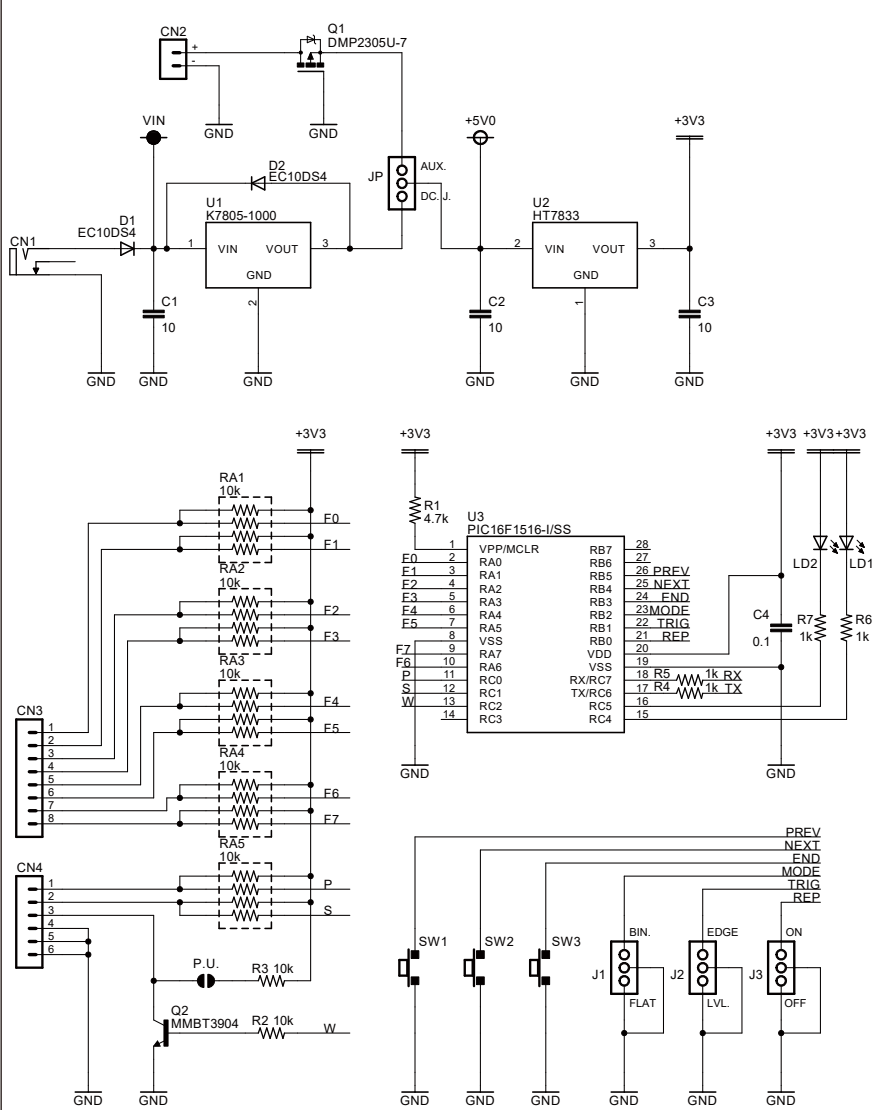 CN2
+
-
Q1
DMP2305U-7
GND
GND
VIN
+5V0
+3V3
D2
EC10DS4
JP
AUX.
DC. J.
CN1
D1
EC10DS4
U1
K7805-1000
1
VIN
VOUT
3
GND
2
U2
HT7833
2
VIN
VOUT
3
GND
1
C1
10
C2
10
C3
10
GND
GND
GND
GND
GND
GND
+3V3
+3V3
+3V3
+3V3
+3V3
RA1
10k
F0
F1
RA2
10k
F2
F3
RA3
10k
F4
F5
RA4
10k
F6
F7
RA5
10k
P
S
CN3
1
2
3
4
5
6
7
8
CN4
1
2
3
4
5
6
P.U.
R3 10k
Q2
MMBT3904
R2 10k
W
GND
GND
R1
4.7k
U3
PIC16F1516-I/SS
1 VPP/MCLR
F0 2 RA0
F1 3 RA1
F2 4 RA2
F3 5 RA3
F4 6 RA4
F5 7 RA5
8 VSS
F7 9 RA7
F6 10 RA6
P 11 RC0
S 12 RC1
W 13 RC2
14 RC3
RB7 28
RB6 27
RB5 26 PREV
RB4 25 NEXT
RB3 24 END
RB2 23 MODE
RB1 22 TRIG
RB0 21 REP
VDD 20
VSS 19
RX/RC7 18 R5 1k RX
TX/RC6 17 R4 1k TX
RC5 16
RC4 15
LD2
LD1
C4
0.1
R7
1k
R6
1k
GND
GND
PREV
NEXT
END
MODE
TRIG
REP
SW1
SW2
SW3
J1
BIN.
FLAT
J2
EDGE
LVL.
J3
ON
OFF
GND
GND
GND
GND
GND
GND